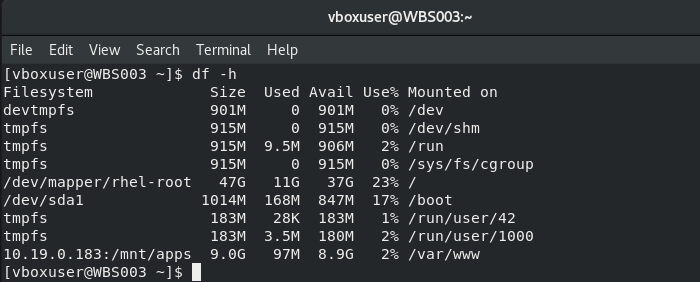 vboxuser@WBS003:~
File Edit View Search Terminal Help
[vboxuser@WBS003 ~]$ df -h
Filesystem Size Used Avail Use% Mounted on
devtmpfs 901M 0 901M 0% /dev
tmpfs 915M 0 915M 0% /dev/shm
tmpfs 915M 9.5M 906M 2% /run
tmpfs 915M 0 915M 0% /sys/fs/cgroup
/dev/mapper/rhel-root 47G 11G 37G 23% /
/dev/sda1 1014M 168M 847M 17% /boot
tmpfs 183M 28K 183M 1% /run/user/42
tmpfs 183M 3.5M 180M 2% /run/user/1000
10.19.0.183:/mnt/apps 9.0G 97M 8.9G 2% /var/www
[vboxuser@WBS003 ~]$